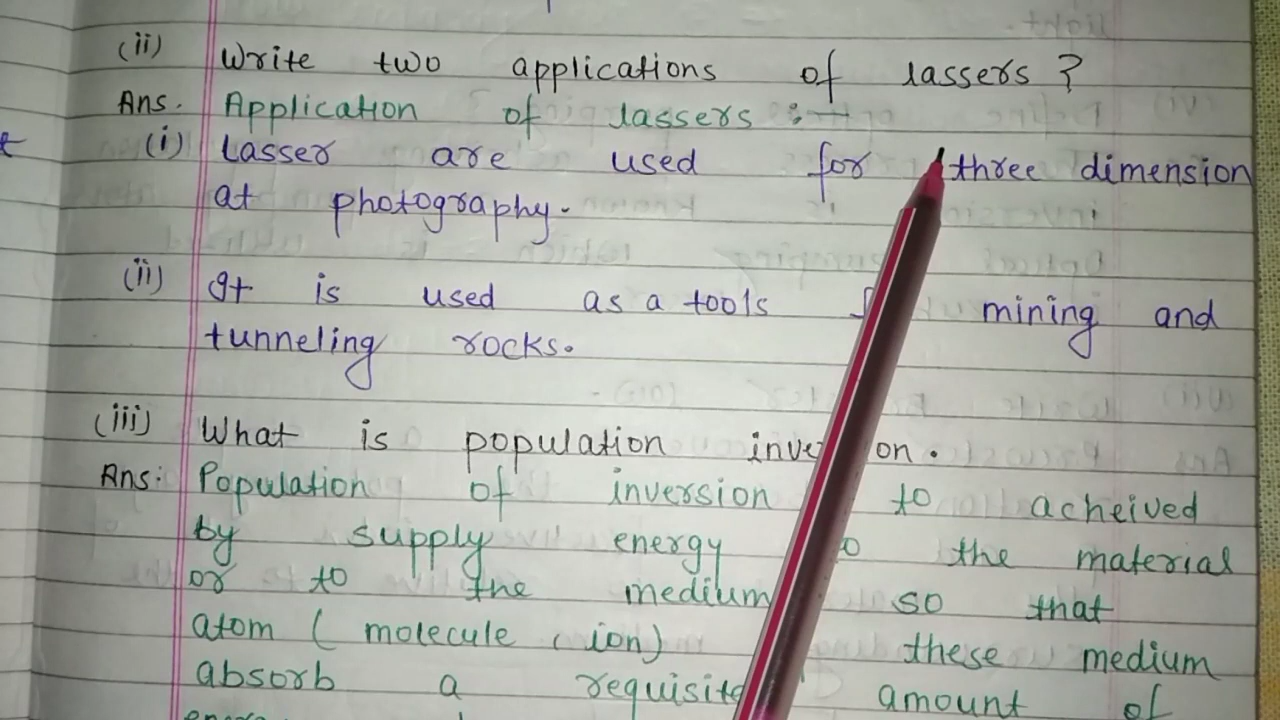 (ii) Write two applications of lassers ?
Ans. Application of lassers :-
(i) Lasser are used for three dimension
at photography.
(ii) It is used as a tools mining and
tunneling rocks.
(iii) What is population inve on.
Ans: Population of inversion to acheived
by supply energy to the material
or to the medium so that
atom ( molecule ( ion) these medium
absorb a requisite amount of